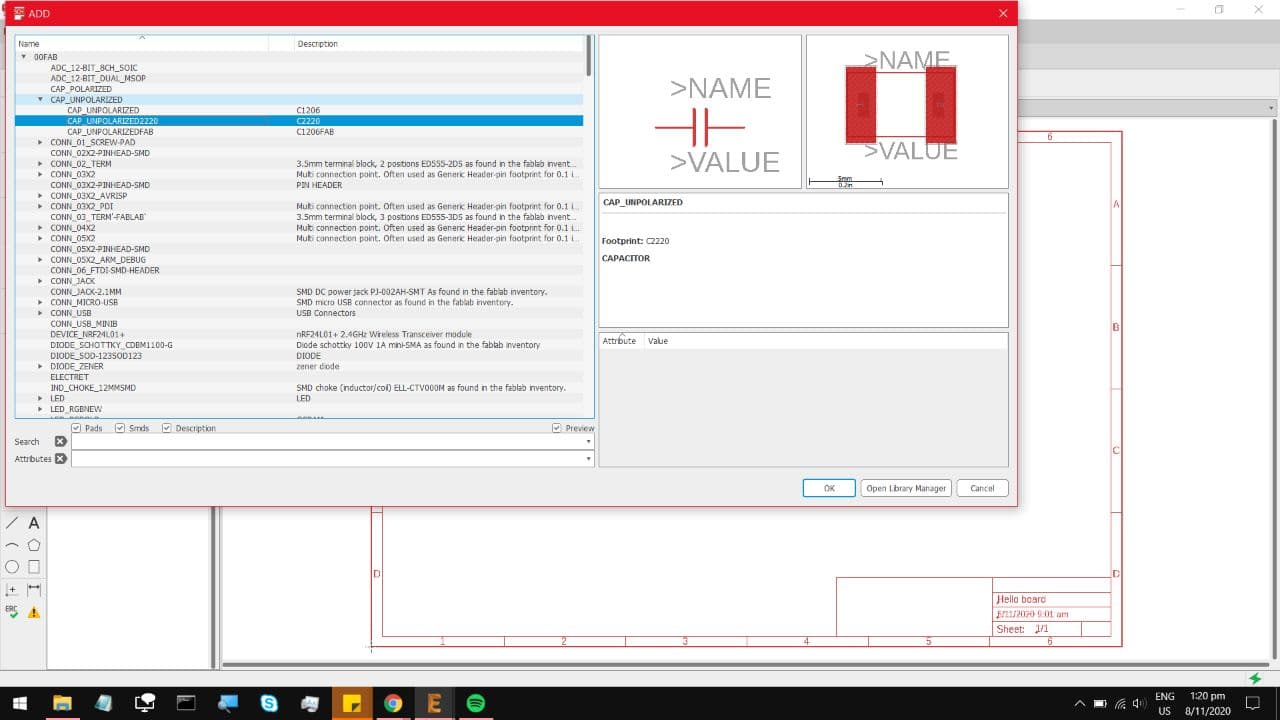 ADD
Name Description
00FAB
ADC_12-BIT_8CH_SOIC
ADC_12-BIT_DUAL_MSOP
CAP_POLARIZED
CAP_UNPOLARIZED
CAP_UNPOLARIZED C1206
CAP_UNPOLARIZED2220 C2220
CAP_UNPOLARIZEDFAB C1206FAB
CONN_01_SCREW-PAD
CONN_02X2-PINHEAD-SMD
CONN_02_TERM 3.5mm terminal block, 2 positions ED555-2DS as found in the fablab invent...
CONN_03X2 Multi connection point. Often used as Generic Header-pin footprint for 0.1 i...
CONN_03X2-PINHEAD-SMD PIN HEADER
CONN_03X2_AVRISP
CONN_03X2_PDI Multi connection point. Often used as Generic Header-pin footprint for 0.1 i...
CONN_03_TERM'-FABLAB' 3.5mm terminal block, 3 positions ED555-3DS as found in the fablab invent...
CONN_04X2 Multi connection point. Often used as Generic Header-pin footprint for 0.1 i...
CONN_05X2 Multi connection point. Often used as Generic Header-pin footprint for 0.1 i...
CONN_05X2-PINHEAD-SMD
CONN_05X2_ARM_DEBUG
CONN_06_FTDI-SMD-HEADER
CONN_JACK
CONN_JACK-2.1MM SMD DC power jack PJ-002AH-SMT As found in the fablab inventory.
CONN_MICRO-USB SMD micro USB connector as found in the fablab inventory.
CONN_USB USB Connectors
CONN_USB_MINIB
DEVICE_NRF24L01+ nRF24L01+ 2.4GHz Wireless Transceiver module
DIODE_SCHOTTKY_CDBM1100-G Diode schottky 100V 1A mini-SMA as found in the fablab inventory
DIODE_SOD-123SOD123 DIODE
DIODE_ZENER zener diode
ELECTRET
IND_CHOKE_12MMSMD SMD choke (inductor/coil) ELL-CTV000M as found in the fablab inventory.
LED LED
LED_RGBNEW
Pads Smds Description Preview
Search
Attributes
>NAME
>VALUE
>NAME
>VALUE
5mm
0.2in
CAP_UNPOLARIZED
Footprint: C2220
CAPACITOR
Attribute Value
OK Open Library Manager Cancel
6
A
B
C
D D
Hello board
8/11/2020 9:01 am
Sheet: 1/1
1 2 3 4 5 6
A
ERC
ENG
US
1:20 pm
8/11/2020